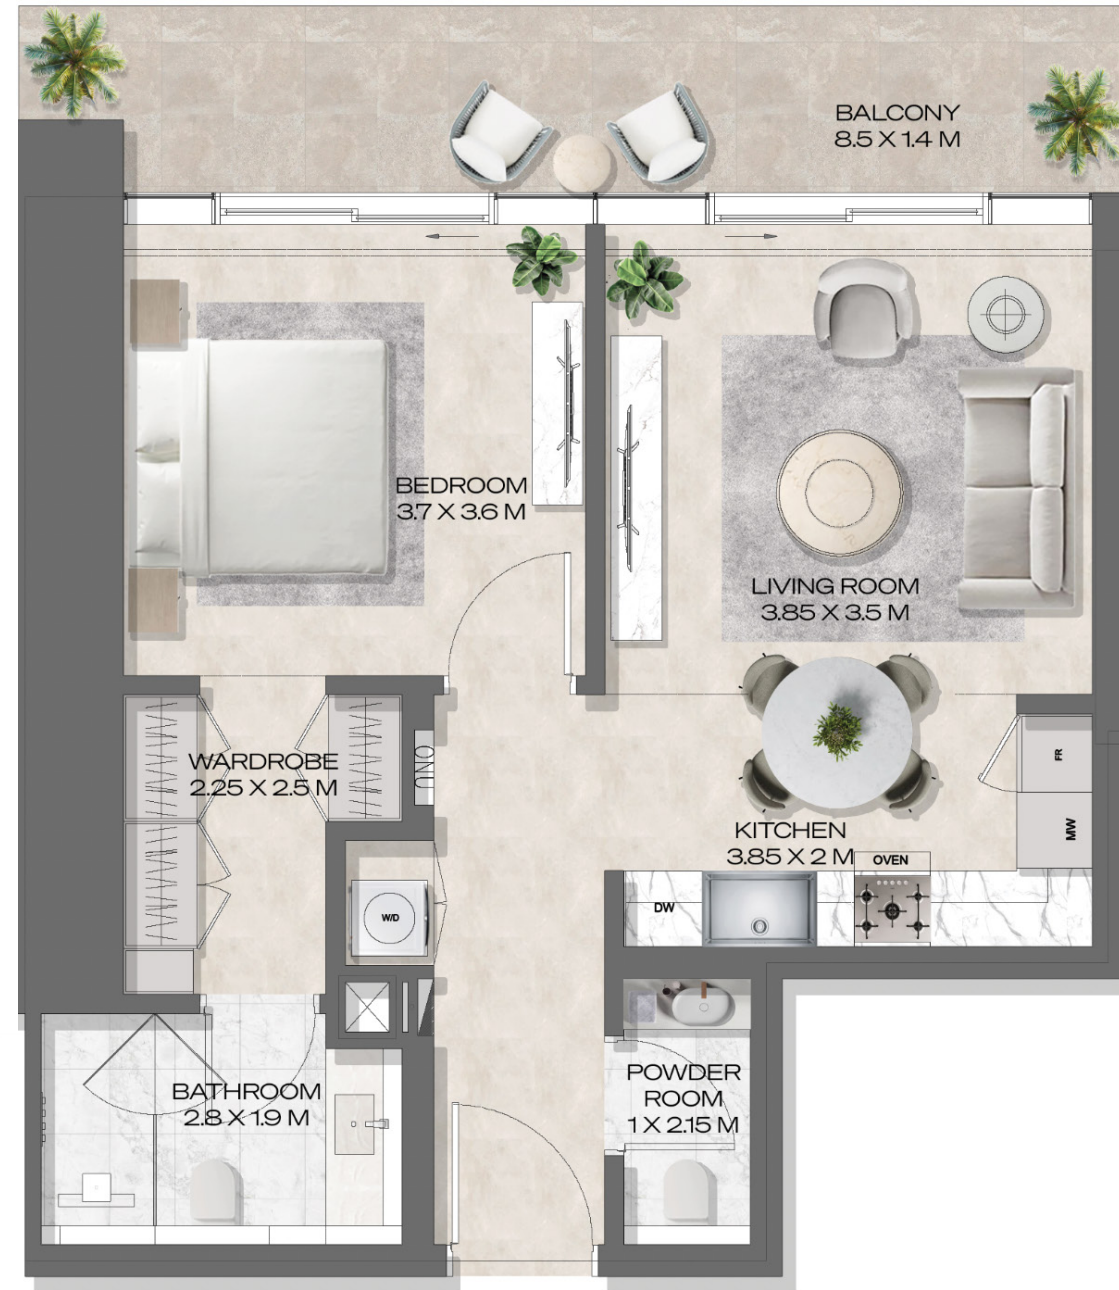 BALCONY
8.5 X 1.4 M
BEDROOM
3.7 X 3.6 M
LIVING ROOM
3.85 X 3.5 M
WARDROBE
2.25 X 2.5 M
ONU
FR
MW
KITCHEN
3.85 X 2 M
OVEN
DW
W/D
POWDER
ROOM
1 X 2.15 M
BATHROOM
2.8 X 1.9 M